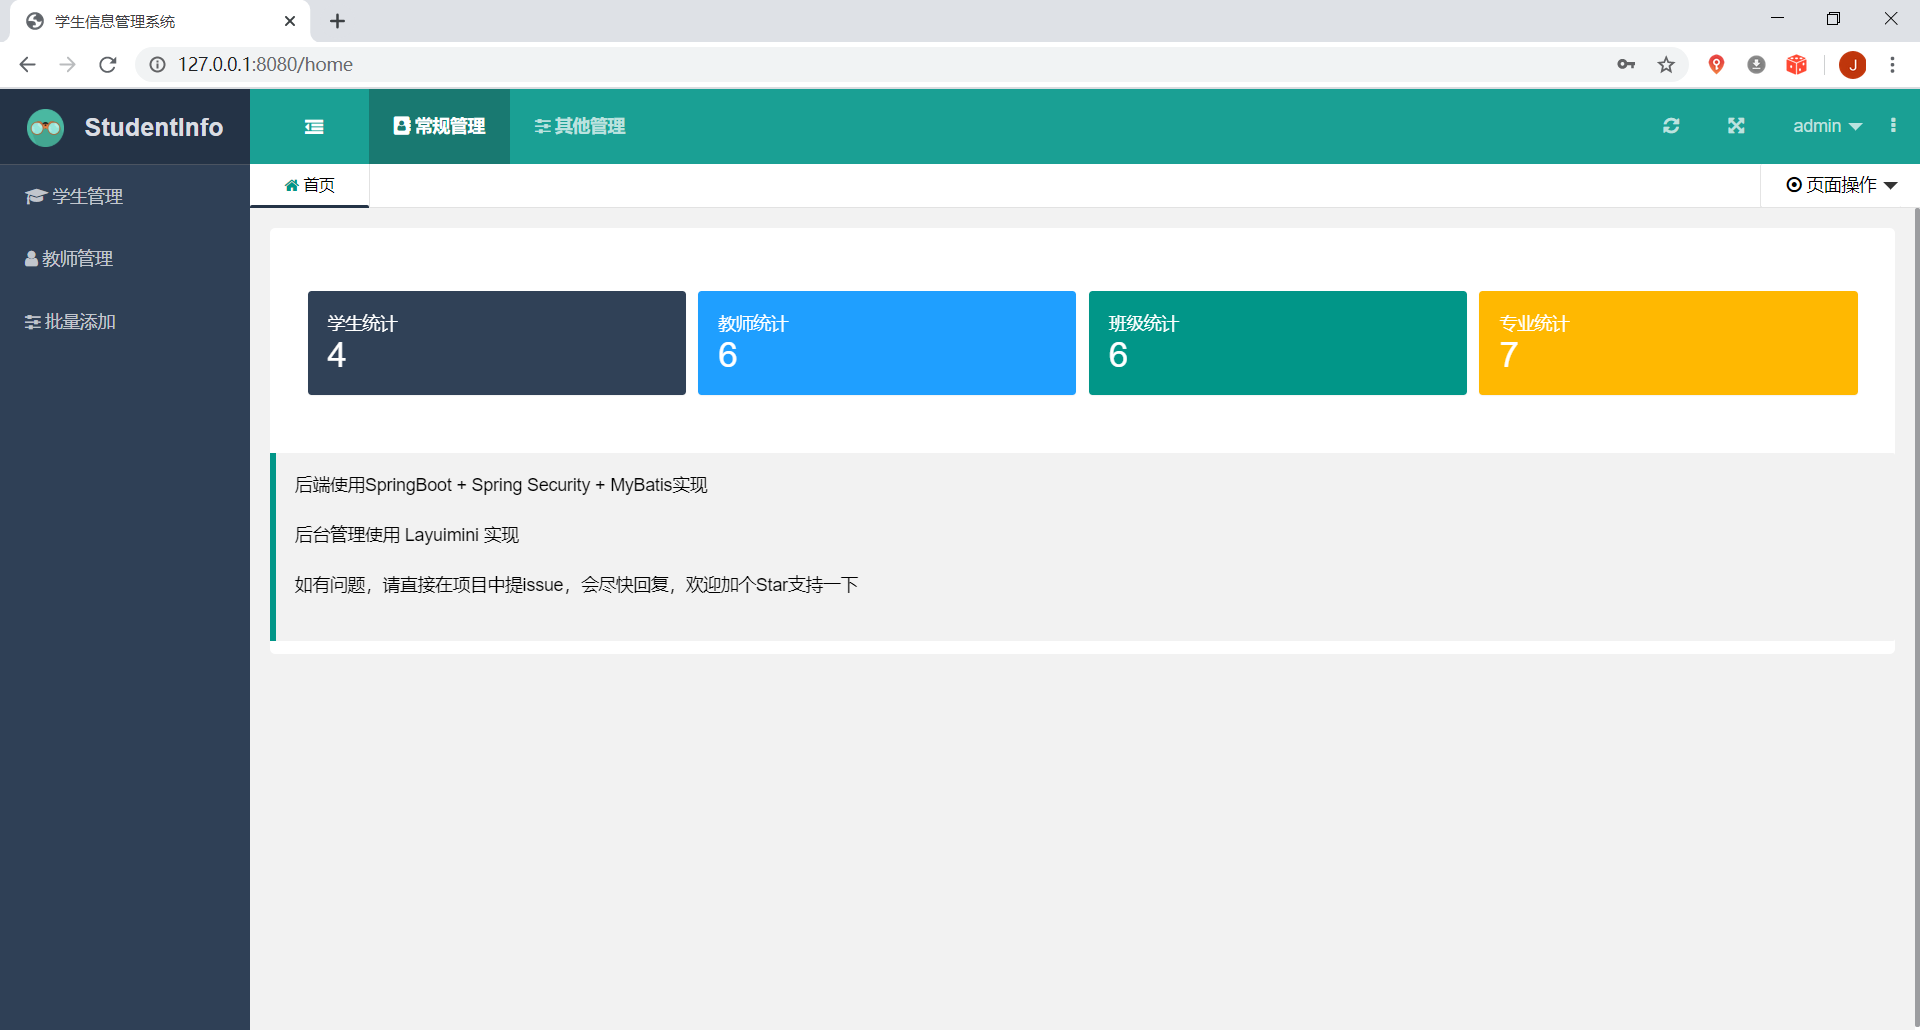 学生信息管理系统
127.0.0.1:8080/home
J
StudentInfo
常规管理
其他管理
admin
学生管理
教师管理
批量添加
首页
页面操作
学生统计
4
教师统计
6
班级统计
6
专业统计
7
后端使用SpringBoot + Spring Security + MyBatis实现
后台管理使用 Layuimini 实现
如有问题，请直接在项目中提issue，会尽快回复，欢迎加个Star支持一下